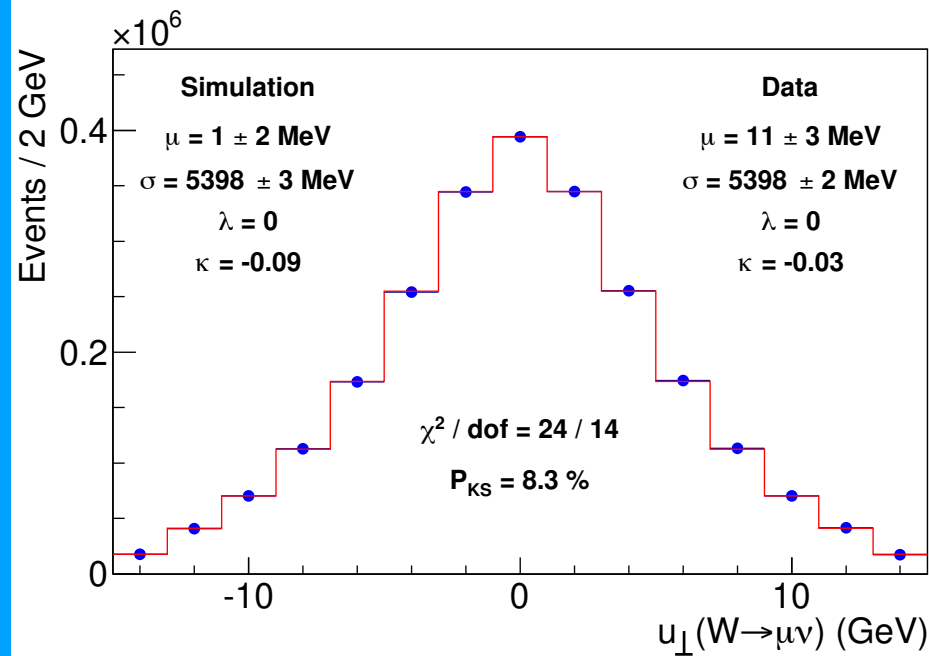 ×10⁶
Events / 2 GeV
Simulation
μ = 1 ± 2 MeV
σ = 5398 ± 3 MeV
λ = 0
κ = -0.09
Data
μ = 11 ± 3 MeV
σ = 5398 ± 2 MeV
λ = 0
κ = -0.03
0.4
0.2
0
χ² / dof = 24 / 14
P_KS = 8.3 %
-10 0 10
u⊥(W→μν) (GeV)